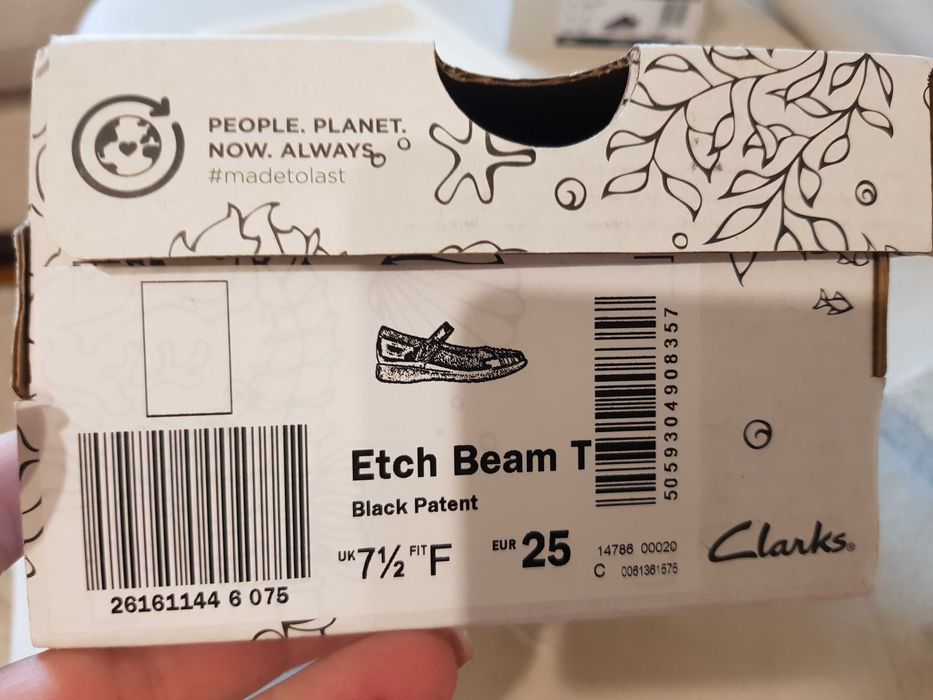 PEOPLE. PLANET.
NOW. ALWAYS.
#madetolast
Etch Beam T
Black Patent
UK 7½ FIT F EUR 25
5059304908357
14786 00020
C 0061361575
26161144 6 075
Clarks®